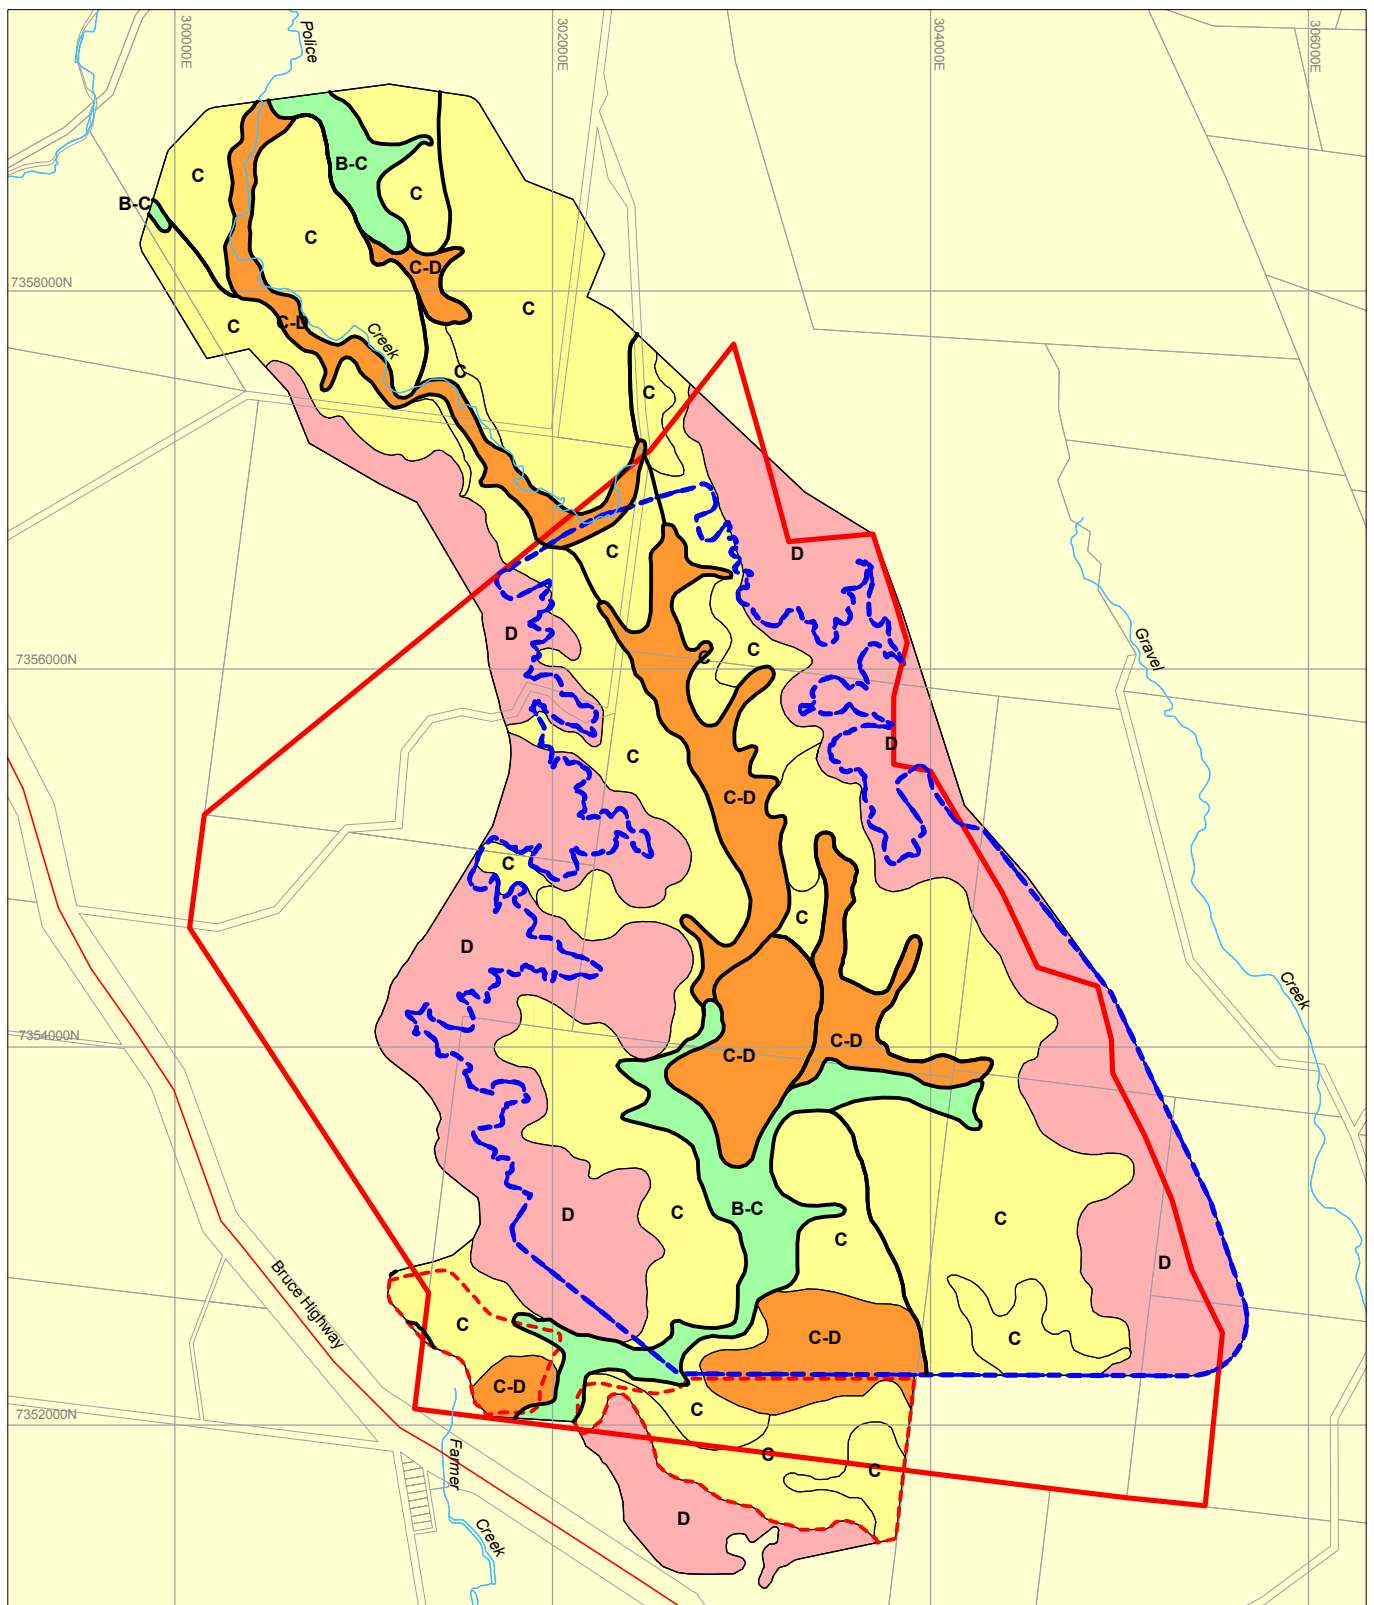 300000E
302000E
304000E
306000E
Police
B-C
C
C
B-C
C
C-D
7358000N
C
C
C-D
Creek
C
C
C
D
C
D
Gravel
C
C
7356000N
D
C
C-D
C
C
D
Creek
C-D
7354000N
C-D
B-C
C
D
C
C
D
Bruce Highway
C
C-D
C
C-D
C
7352000N
C
C
Farmer
D
Creek